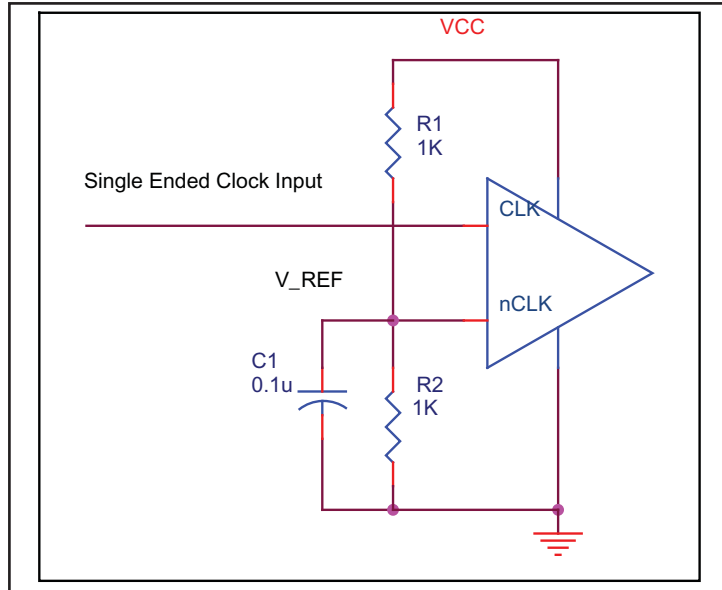 VCC
R1
1K
Single Ended Clock Input
CLK
V_REF
nCLK
C1
0.1u
R2
1K